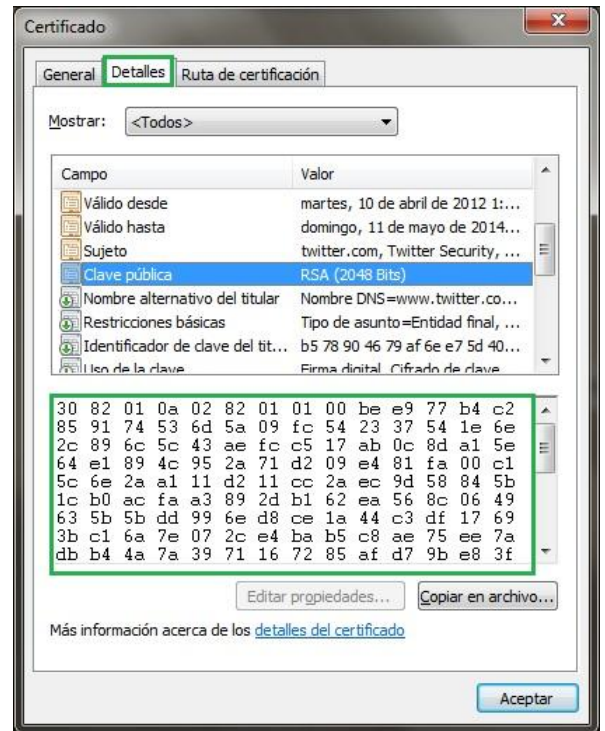 Certificado
General Detalles Ruta de certificación
Mostrar: <Todos>
Campo Valor
Válido desde martes, 10 de abril de 2012 1:...
Válido hasta domingo, 11 de mayo de 2014...
Sujeto twitter.com, Twitter Security, ...
Clave pública RSA (2048 Bits)
Nombre alternativo del titular Nombre DNS=www.twitter.co...
Restricciones básicas Tipo de asunto=Entidad final, ...
Identificador de clave del tit... b5 78 90 46 79 af 6e e7 5d 40...
Uso de la clave Firma digital, Cifrado de clave
30 82 01 0a 02 82 01 01 00 be e9 77 b4 c2
85 91 74 53 6d 5a 09 fc 54 23 37 54 1e 6e
2c 89 6c 5c 43 ae fc c5 17 ab 0c 8d a1 5e
64 e1 89 4c 95 2a 71 d2 09 e4 81 fa 00 c1
5c 6e 2a a1 11 d2 11 cc 2a ec 9d 58 84 5b
1c b0 ac fa a3 89 2d b1 62 ea 56 8c 06 49
63 5b 5b dd 99 6e d8 ce 1a 44 c3 df 17 69
3b c1 6a 7e 07 2c e4 ba b5 c8 ae 75 ee 7a
db b4 4a 7a 39 71 16 72 85 af d7 9b e8 3f
Editar propiedades... Copiar en archivo...
Más información acerca de los detalles del certificado
Aceptar